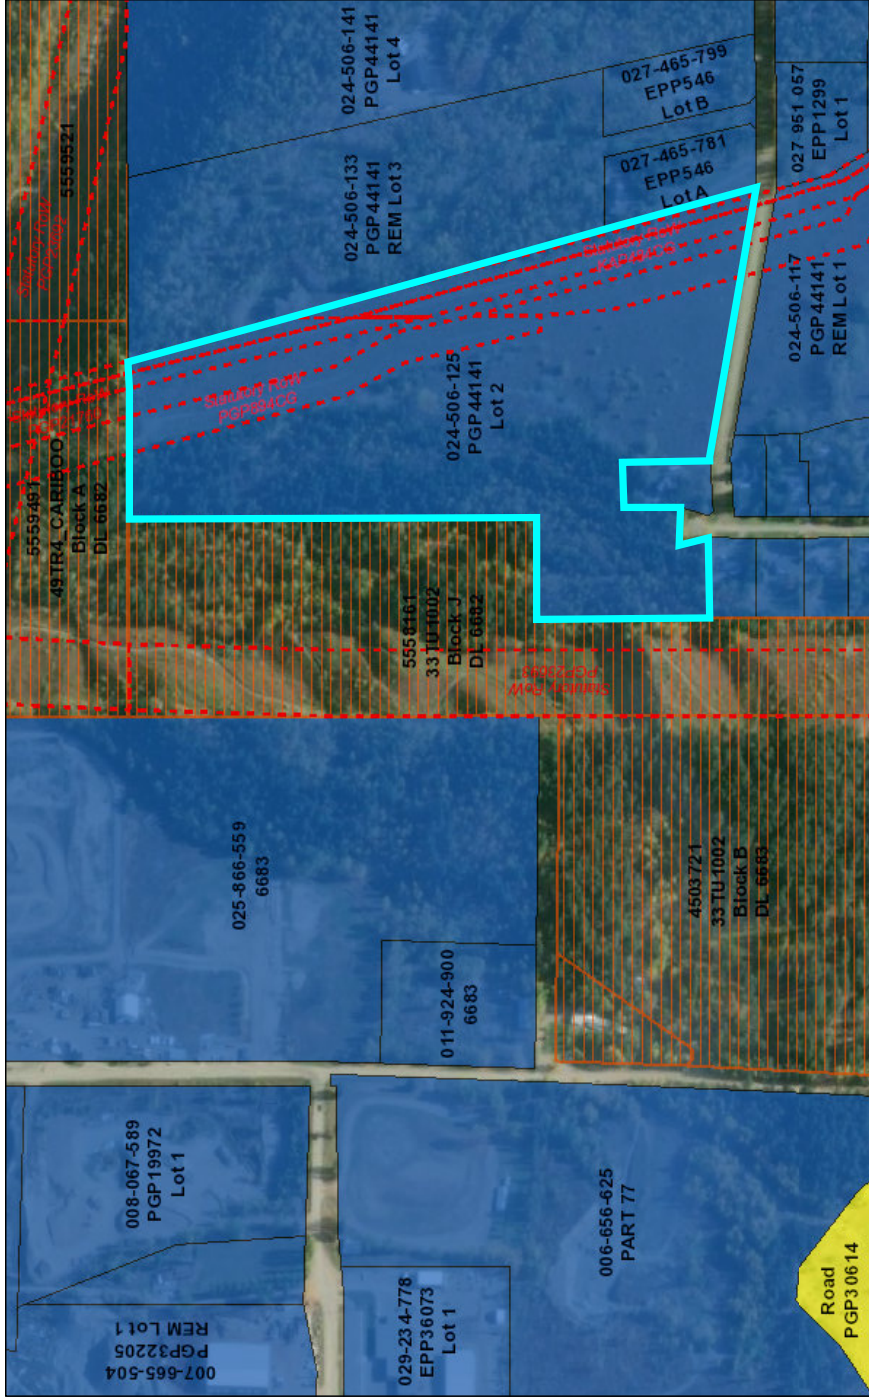 024-506-141
PGP44141
Lot 4
027-465-799
EPP546
Lot B
027-951-057
EPP1299
Lot 1
5559521
Statutory RoW
024-506-133
PGP44141
REM Lot 3
027-465-781
EPP546
Lot A
024-506-117
PGP44141
REM Lot 1
Statutory RoW
PGP8984CG
024-506-125
PGP44141
Lot 2
5559491
49TR4_CARIBOO
Block A
DL 6682
5558161
33TU1002
Block J
DL 6682
Statutory RoW
025-866-559
6683
011-924-900
6683
4503721
33TU1002
Block B
DL 6683
008-067-589
PGP19972
Lot 1
006-656-625
PART 77
007-665-504
PGP32205
REM Lot 1
029-234-778
EPP36073
Lot 1
Road
PGP30614